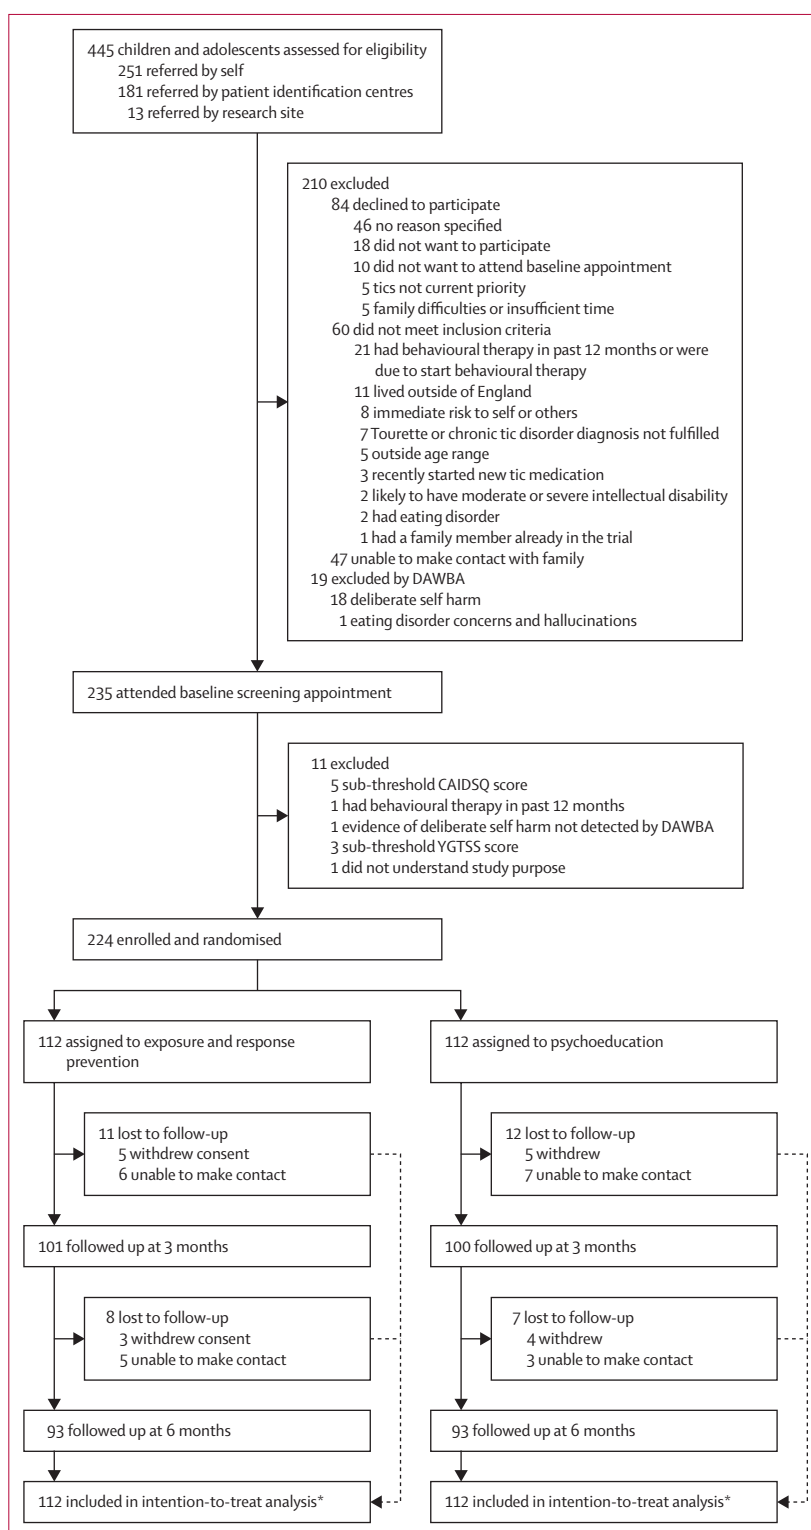 445 children and adolescents assessed for eligibility
251 referred by self
181 referred by patient identification centres
13 referred by research site
210 excluded
84 declined to participate
46 no reason specified
18 did not want to participate
10 did not want to attend baseline appointment
5 tics not current priority
5 family difficulties or insufficient time
60 did not meet inclusion criteria
21 had behavioural therapy in past 12 months or were
due to start behavioural therapy
11 lived outside of England
8 immediate risk to self or others
7 Tourette or chronic tic disorder diagnosis not fulfilled
5 outside age range
3 recently started new tic medication
2 likely to have moderate or severe intellectual disability
2 had eating disorder
1 had a family member already in the trial
47 unable to make contact with family
19 excluded by DAWBA
18 deliberate self harm
1 eating disorder concerns and hallucinations
235 attended baseline screening appointment
11 excluded
5 sub-threshold CAIDSQ score
1 had behavioural therapy in past 12 months
1 evidence of deliberate self harm not detected by DAWBA
3 sub-threshold YGTSS score
1 did not understand study purpose
224 enrolled and randomised
112 assigned to exposure and response
prevention
112 assigned to psychoeducation
11 lost to follow-up
5 withdrew consent
6 unable to make contact
12 lost to follow-up
5 withdrew
7 unable to make contact
101 followed up at 3 months
100 followed up at 3 months
8 lost to follow-up
3 withdrew consent
5 unable to make contact
7 lost to follow-up
4 withdrew
3 unable to make contact
93 followed up at 6 months
93 followed up at 6 months
112 included in intention-to-treat analysis*
112 included in intention-to-treat analysis*